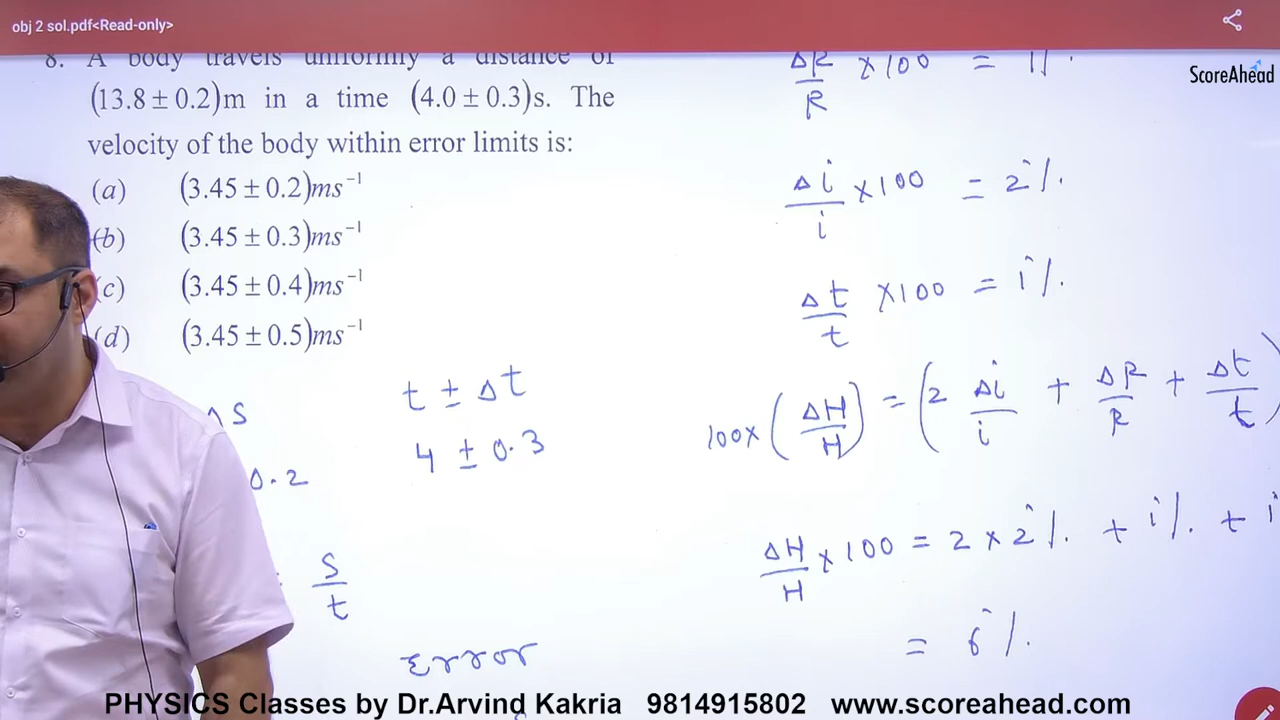 obj 2 sol.pdf<Read-only>
ScoreAhead
8. A body travels uniformly a distance of
(13.8 ± 0.2)m in a time (4.0 ± 0.3)s. The
velocity of the body within error limits is:
(a) (3.45 ± 0.2)ms⁻¹
(b) (3.45 ± 0.3)ms⁻¹
(c) (3.45 ± 0.4)ms⁻¹
(d) (3.45 ± 0.5)ms⁻¹
t ± Δt
4 ± 0.3
Δ S
0.2
S/t
Error
ΔR/R ×100 = 1%.
Δi/i ×100 = 2%.
Δt/t ×100 = 1%.
100× (ΔH/H) = (2 Δi/i + ΔR/R + Δt/t)
ΔH/H ×100 = 2 × 2%. + 1%. + 1
= 6%.
PHYSICS Classes by Dr.Arvind Kakria 9814915802 www.scoreahead.com